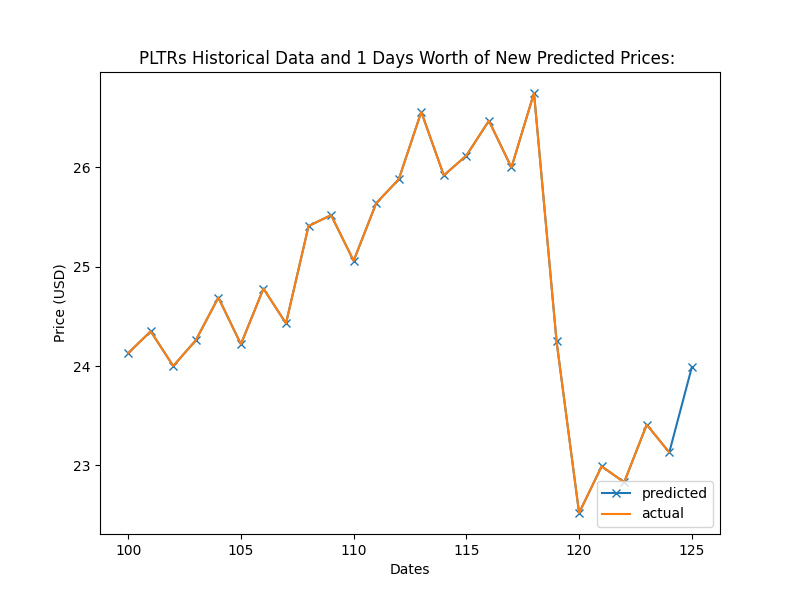 PLTRs Historical Data and 1 Days Worth of New Predicted Prices:
Price (USD)
26
25
24
23
100 105 110 115 120 125
Dates
predicted
actual